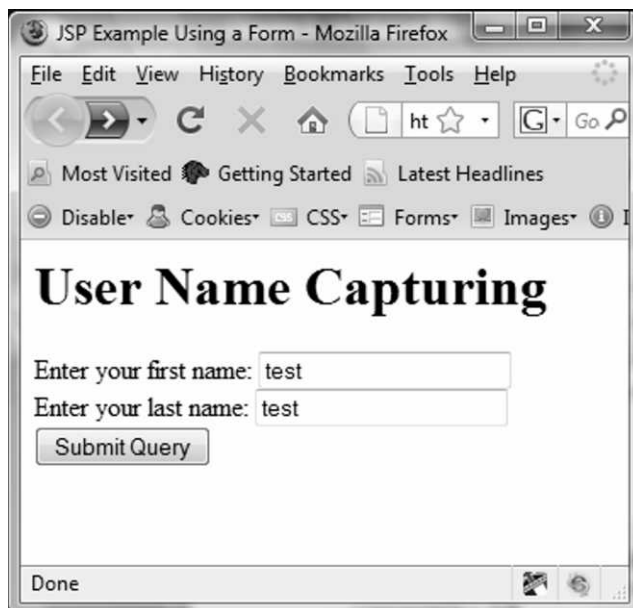 JSP Example Using a Form - Mozilla Firefox
File Edit View History Bookmarks Tools Help
ht G Go
Most Visited Getting Started Latest Headlines
Disable Cookies CSS CSS Forms Images
User Name Capturing
Enter your first name: test
Enter your last name: test
Submit Query
Done